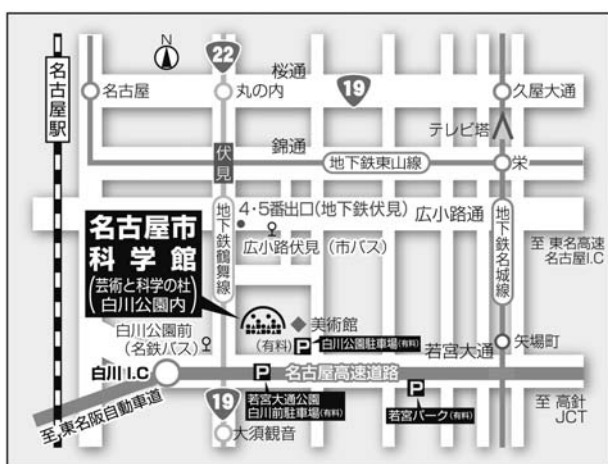 N
22
桜通
名古屋駅
名古屋
丸の内
19
久屋大通
テレビ塔
錦通
伏見
地下鉄東山線
栄
4・5番出口(地下鉄伏見)
広小路通
広小路伏見(市バス)
名古屋市
科学館
(芸術と科学の杜
白川公園内)
地下鉄鶴舞線
地下鉄名城線
至 東名高速
名古屋I.C
白川公園前
(名鉄バス)
美術館
(有料)
P
白川公園駐車場(有料)
若宮大通
矢場町
白川I.C
名古屋高速道路
P
若宮大通公園
白川前駐車場(有料)
P
若宮パーク(有料)
至 東名阪自動車道
19
大須観音
至 高針
JCT